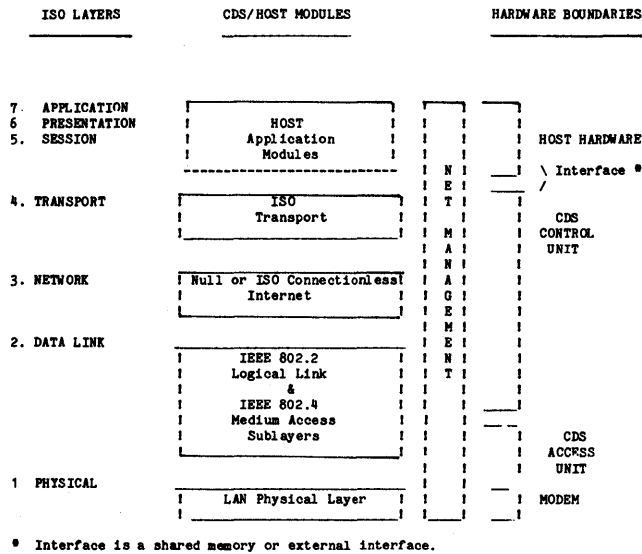 ISO LAYERS CDS/HOST MODULES HARDWARE BOUNDARIES
7. APPLICATION
6 PRESENTATION HOST
5. SESSION Application HOST HARDWARE
Modules
\ Interface *
/
4. TRANSPORT ISO
Transport CDS
CONTROL
UNIT
3. NETWORK Null or ISO Connectionless
Internet
NET MANAGEMENT
2. DATA LINK
IEEE 802.2
Logical Link
&
IEEE 802.4
Medium Access
Sublayers CDS
ACCESS
UNIT
1 PHYSICAL
LAN Physical Layer MODEM
* Interface is a shared memory or external interface.